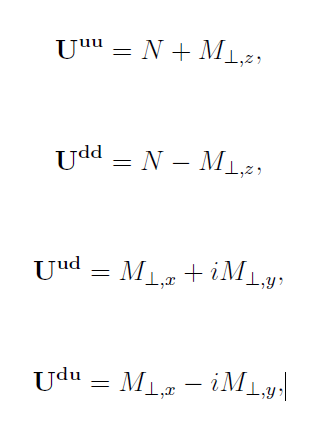 U^{uu} = N + M_{⊥,z},
U^{dd} = N − M_{⊥,z},
U^{ud} = M_{⊥,x} + iM_{⊥,y},
U^{du} = M_{⊥,x} − iM_{⊥,y},